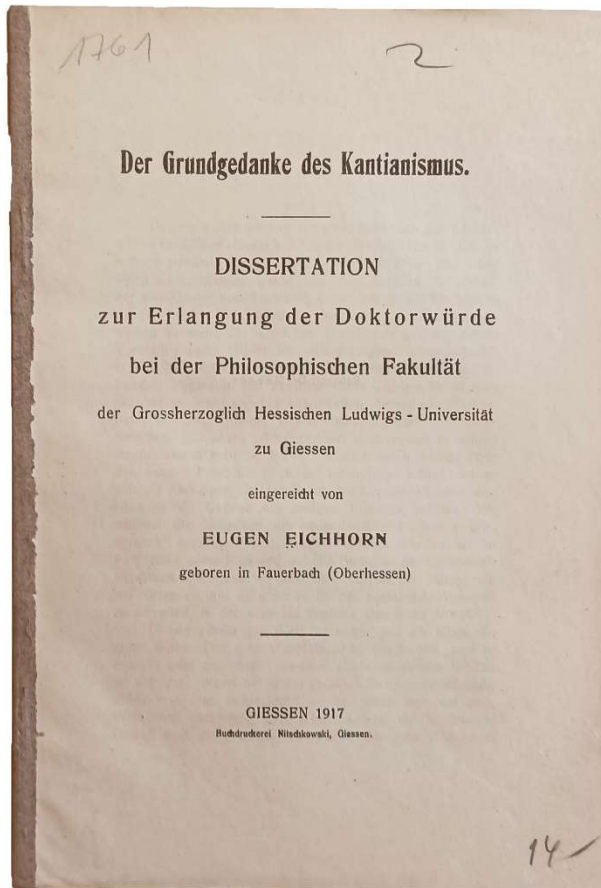 1761
2
Der Grundgedanke des Kantianismus.
DISSERTATION
zur Erlangung der Doktorwürde
bei der Philosophischen Fakultät
der Grossherzoglich Hessischen Ludwigs - Universität
zu Giessen
eingereicht von
EUGEN EICHHORN
geboren in Fauerbach (Oberhessen)
GIESSEN 1917
Buchdruckerei Nitschkowski, Giessen.
14 –